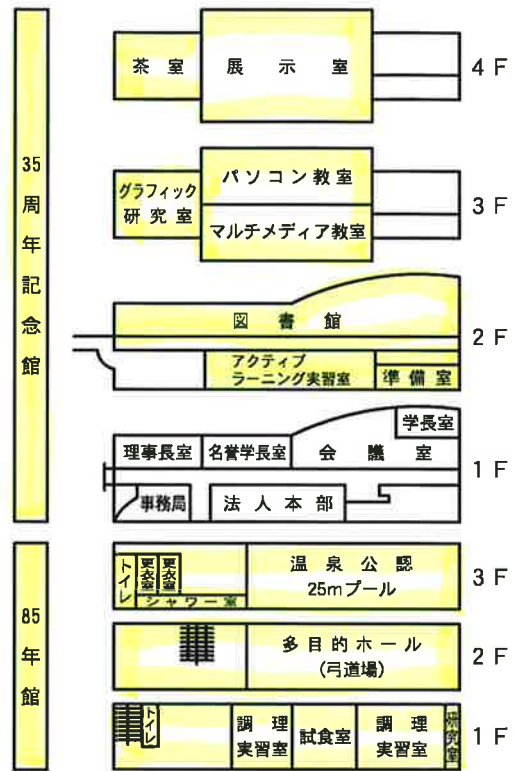 35周年記念館
茶室
展示室
4F
グラフィック
研究室
パソコン教室
マルチメディア教室
3F
図書館
アクティブ
ラーニング実習室
準備室
2F
学長室
理事長室
名誉学長室
会議室
事務局
法人本部
1F
85年館
トイレ
更衣室
更衣室
シャワー室
温泉公認
25mプール
3F
多目的ホール
(弓道場)
2F
トイレ
調理
実習室
試食室
調理
実習室
研究室
1F